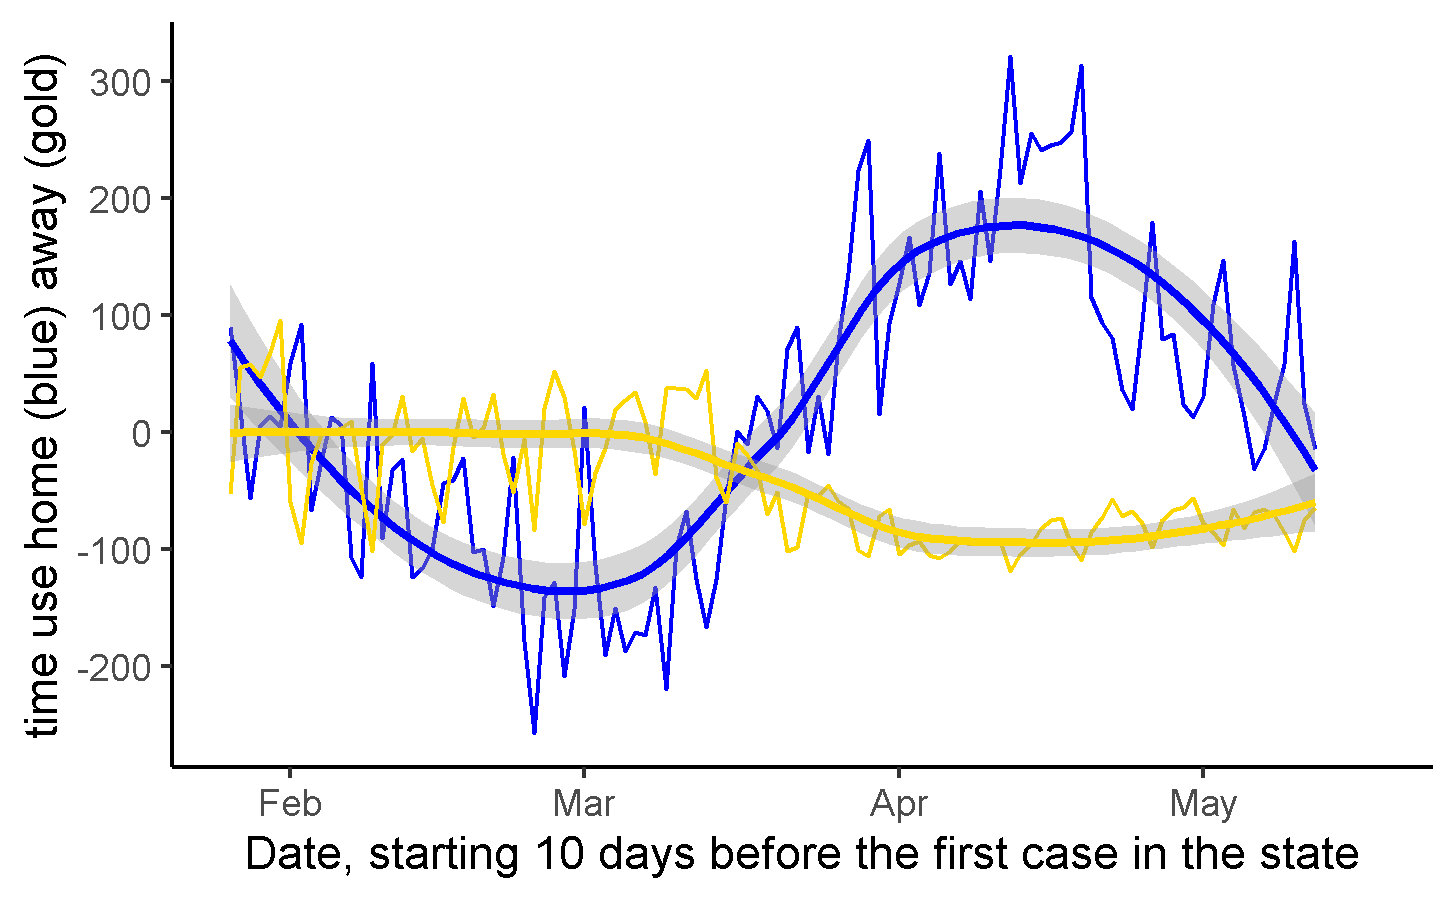 time use home (blue) away (gold)
300
200
100
0
-100
-200
Feb Mar Apr May
Date, starting 10 days before the first case in the state